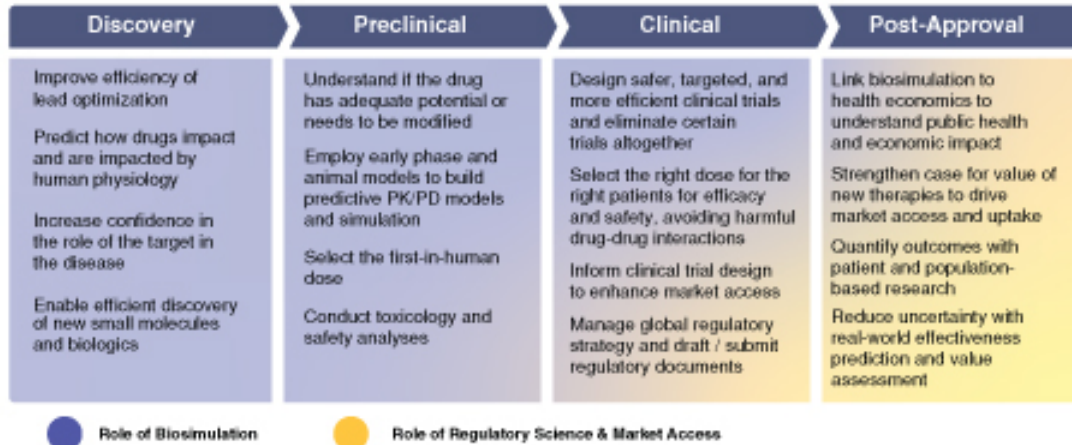 Discovery
Preclinical
Clinical
Post-Approval
Improve efficiency of
lead optimization
Predict how drugs impact
and are impacted by
human physiology
Increase confidence in
the role of the target in
the disease
Enable efficient discovery
of new small molecules
and biologics
Understand if the drug
has adequate potential or
needs to be modified
Employ early phase and
animal models to build
predictive PK/PD models
and simulation
Select the first-in-human
dose
Conduct toxicology and
safety analyses
Design safer, targeted, and
more efficient clinical trials
and eliminate certain
trials altogether
Select the right dose for the
right patients for efficacy
and safety, avoiding harmful
drug-drug interactions
Inform clinical trial design
to enhance market access
Manage global regulatory
strategy and draft / submit
regulatory documents
Link biosimulation to
health economics to
understand public health
and economic impact
Strengthen case for value of
new therapies to drive
market access and uptake
Quantify outcomes with
patient and population-
based research
Reduce uncertainty with
real-world effectiveness
prediction and value
assessment
Role of Biosimulation
Role of Regulatory Science & Market Access